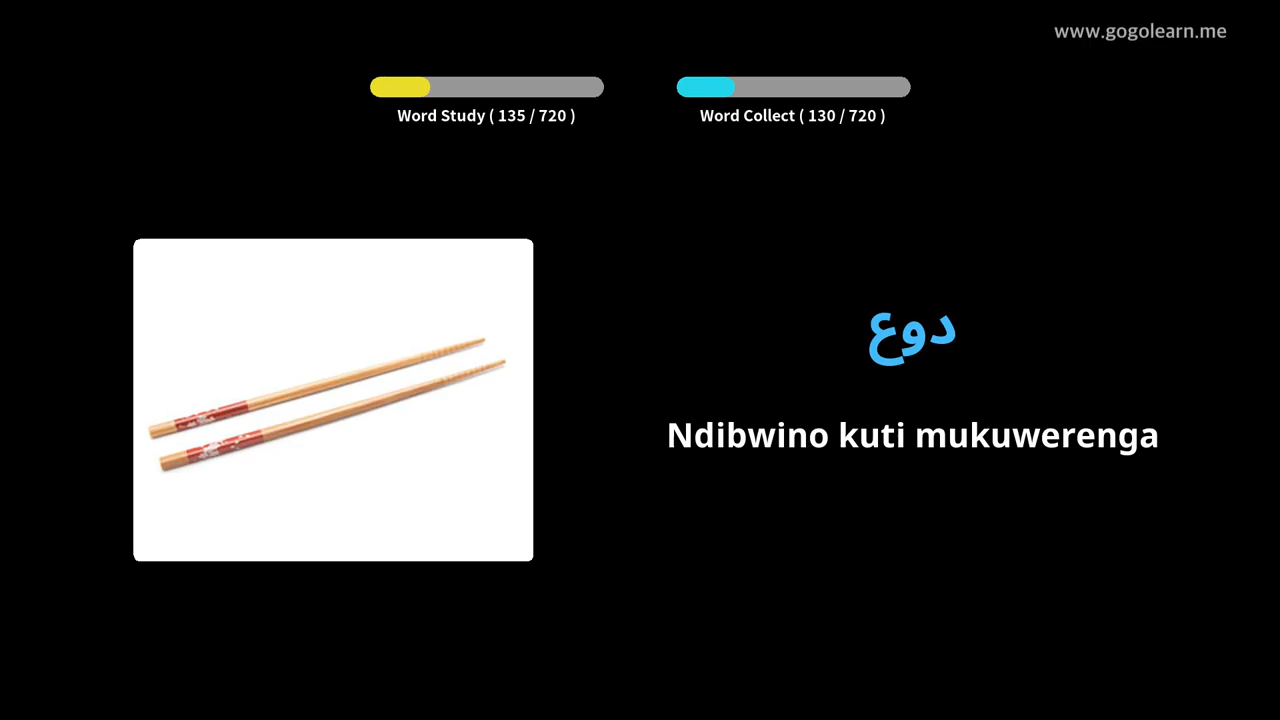 www.gogolearn.me
Word Study ( 135 / 720 )
Word Collect ( 130 / 720 )
دوع
Ndibwino kuti mukuwerenga